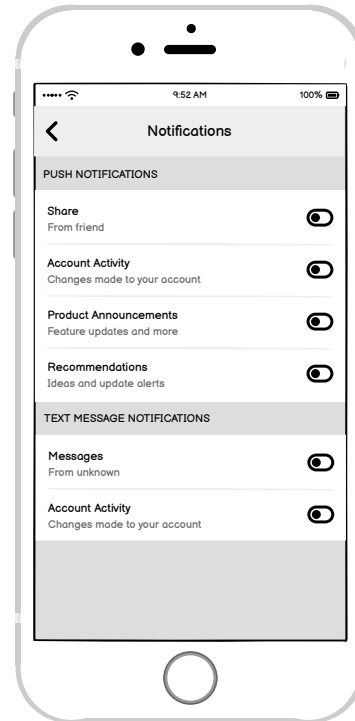 9:52 AM
100%
Notifications
PUSH NOTIFICATIONS
Share
From friend
Account Activity
Changes made to your account
Product Announcements
Feature updates and more
Recommendations
Ideas and update alerts
TEXT MESSAGE NOTIFICATIONS
Messages
From unknown
Account Activity
Changes made to your account